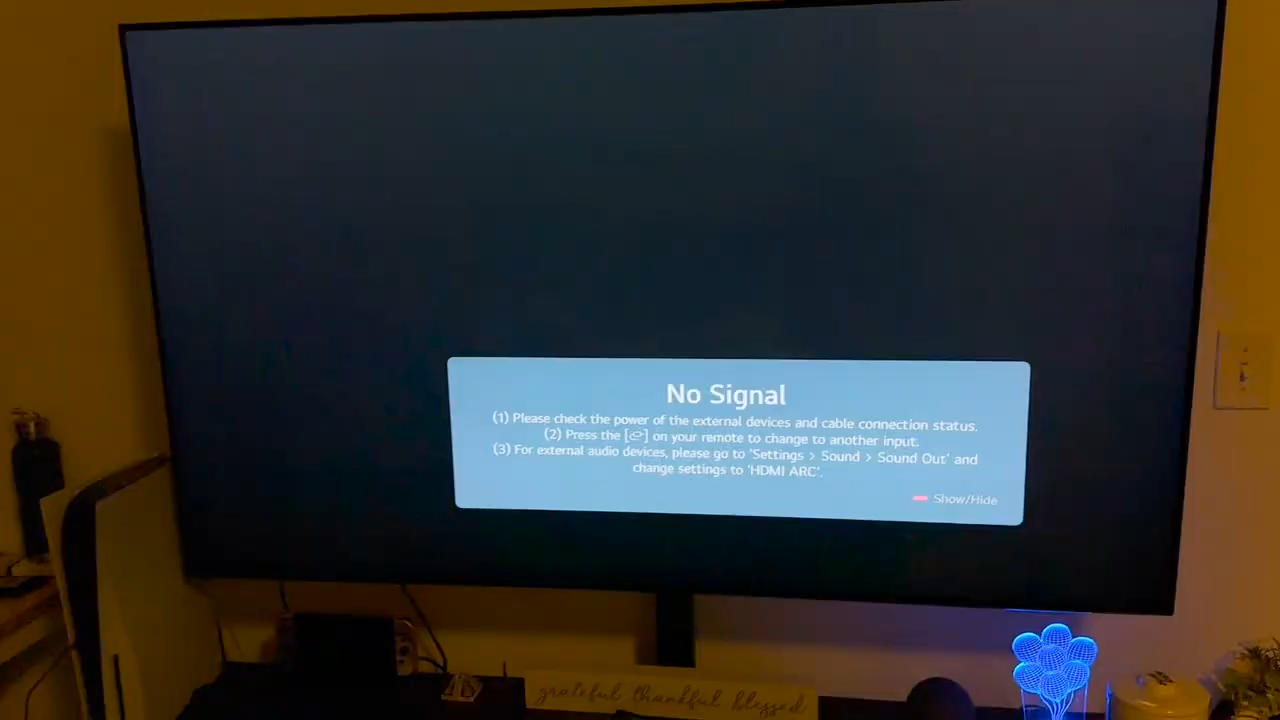 No Signal
(1) Please check the power of the external devices and cable connection status.
(2) Press the [⏎] on your remote to change to another input.
(3) For external audio devices, please go to 'Settings > Sound > Sound Out' and
change settings to 'HDMI ARC'.
Show/Hide
grateful thankful blessed